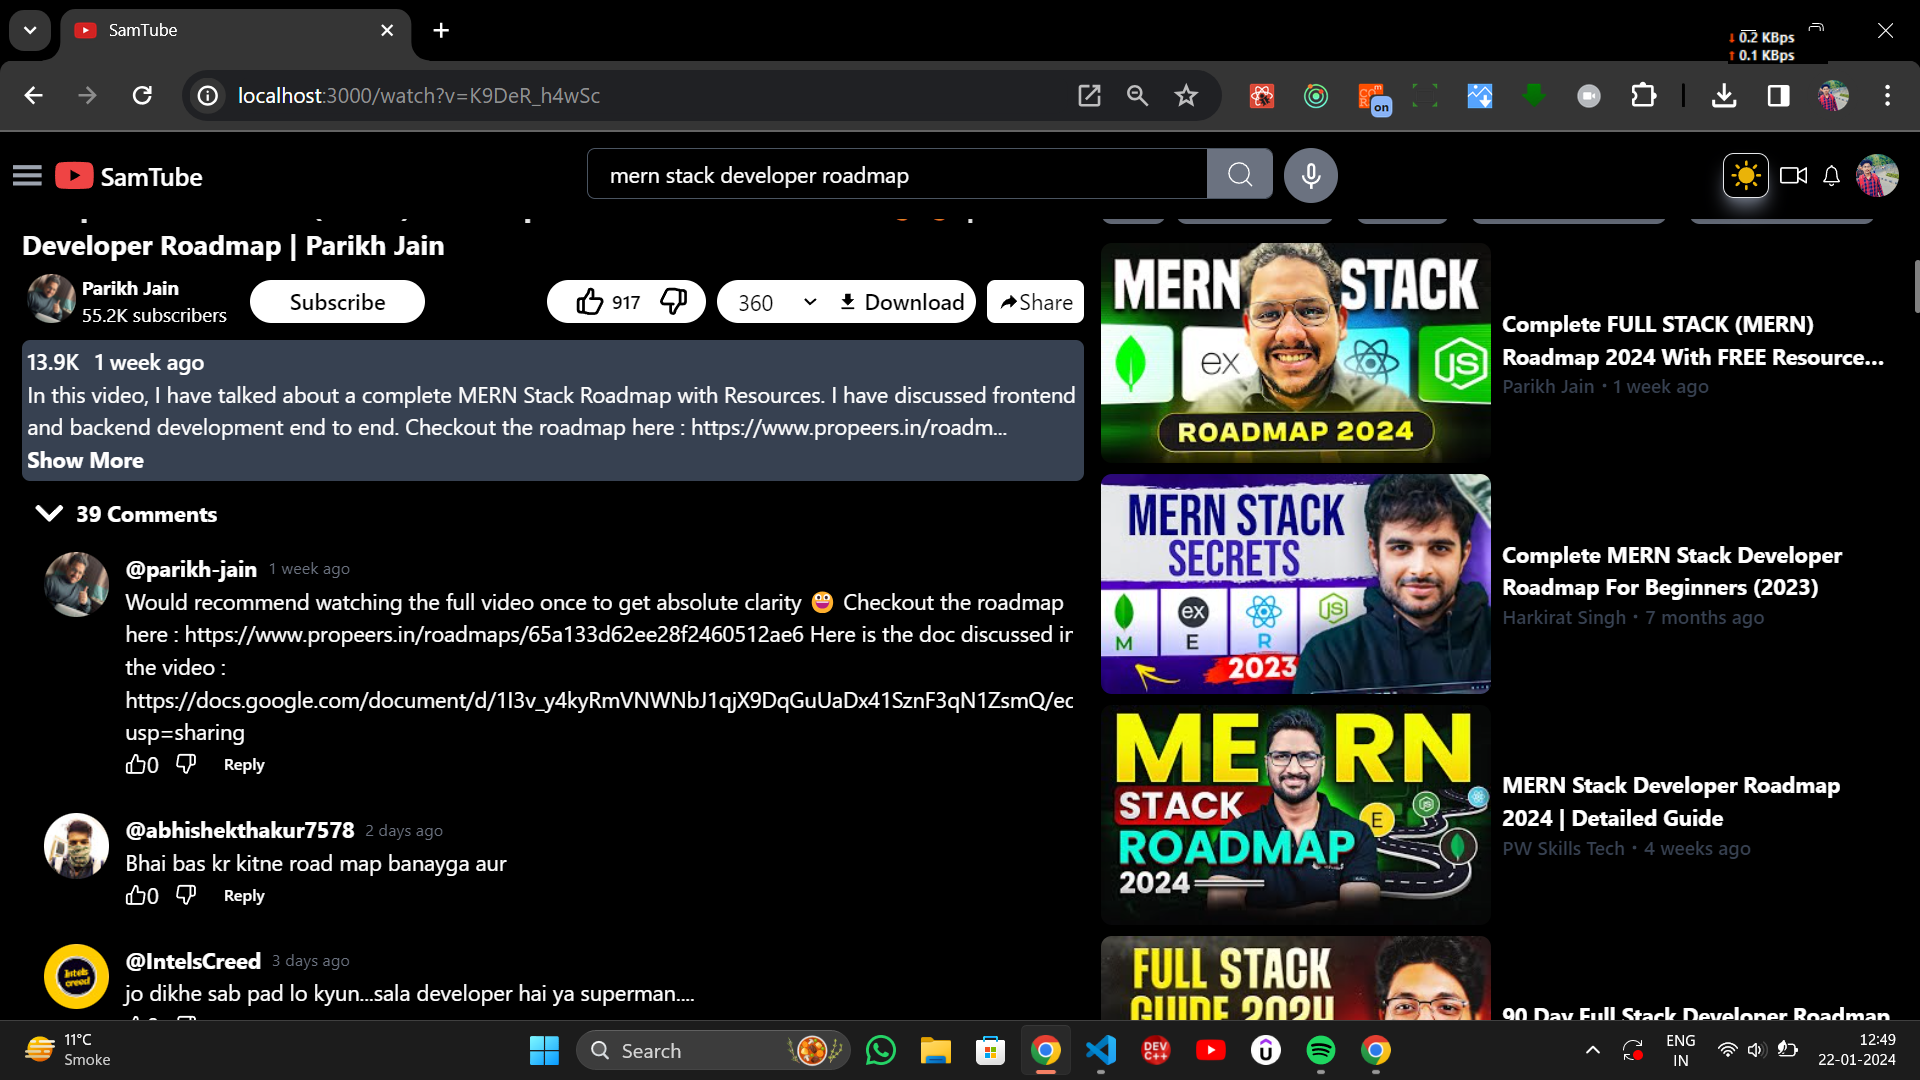 SamTube
0.2 KBps
0.1 KBps
localhost:3000/watch?v=K9DeR_h4wSc
on
SamTube
mern stack developer roadmap
Developer Roadmap | Parikh Jain
Parikh Jain
55.2K subscribers
Subscribe
917
360
Download
Share
13.9K 1 week ago
In this video, I have talked about a complete MERN Stack Roadmap with Resources. I have discussed frontend
and backend development end to end. Checkout the roadmap here : https://www.propeers.in/roadm...
Show More
39 Comments
@parikh-jain 1 week ago
Would recommend watching the full video once to get absolute clarity 😀 Checkout the roadmap
here : https://www.propeers.in/roadmaps/65a133d62ee28f2460512ae6 Here is the doc discussed in
the video :
https://docs.google.com/document/d/1I3v_y4kyRmVNWNbJ1qjX9DqGuUaDx41SznF3qN1ZsmQ/ec
usp=sharing
0 Reply
@abhishekthakur7578 2 days ago
Bhai bas kr kitne road map banayga aur
0 Reply
@IntelsCreed 3 days ago
Intels creed
jo dikhe sab pad lo kyun...sala developer hai ya superman....
MERN STACK
ex
JS
ROADMAP 2024
Complete FULL STACK (MERN)
Roadmap 2024 With FREE Resource...
Parikh Jain • 1 week ago
MERN STACK
SECRETS
ex
JS
M E R
2023
Complete MERN Stack Developer
Roadmap For Beginners (2023)
Harkirat Singh • 7 months ago
MERN
STACK
ROADMAP
2024
E
MERN Stack Developer Roadmap
2024 | Detailed Guide
PW Skills Tech • 4 weeks ago
FULL STACK
GUIDE 2024
90 Day Full Stack Developer Roadmap
11°C
Smoke
Search
DEV
C++
ENG
IN
12:49
22-01-2024